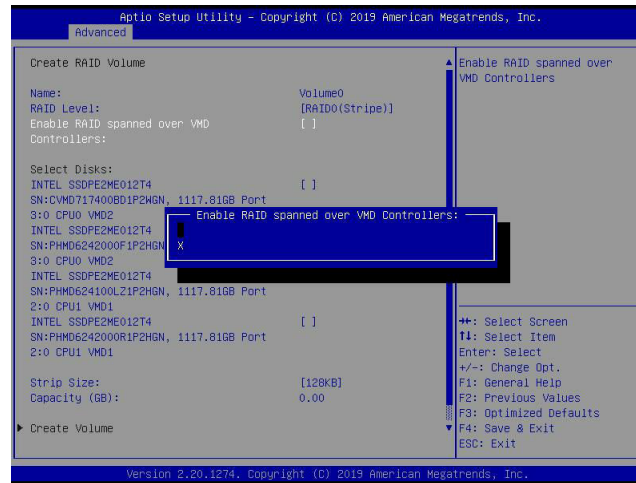 Aptio Setup Utility – Copyright (C) 2019 American Megatrends, Inc.
Advanced
Create RAID Volume
Name: Volume0
RAID Level: [RAID0(Stripe)]
Enable RAID spanned over VMD [ ]
Controllers:
Select Disks:
INTEL SSDPE2ME012T4 [ ]
SN:CVMD717400BD1P2WGN, 1117.81GB Port
3:0 CPU0 VMD2
INTEL SSDPE2ME012T4
SN:PHMD6242000F1P2HGN
3:0 CPU0 VMD2
INTEL SSDPE2ME012T4
SN:PHMD624100LZ1P2HGN, 1117.81GB Port
2:0 CPU1 VMD1
INTEL SSDPE2ME012T4 [ ]
SN:PHMD6242000R1P2HGN, 1117.81GB Port
2:0 CPU1 VMD1
Strip Size: [128KB]
Capacity (GB): 0.00
Create Volume
Enable RAID spanned over VMD Controllers:
X
Enable RAID spanned over
VMD Controllers
→←: Select Screen
↑↓: Select Item
Enter: Select
+/-: Change Opt.
F1: General Help
F2: Previous Values
F3: Optimized Defaults
F4: Save & Exit
ESC: Exit
Version 2.20.1274. Copyright (C) 2019 American Megatrends, Inc.